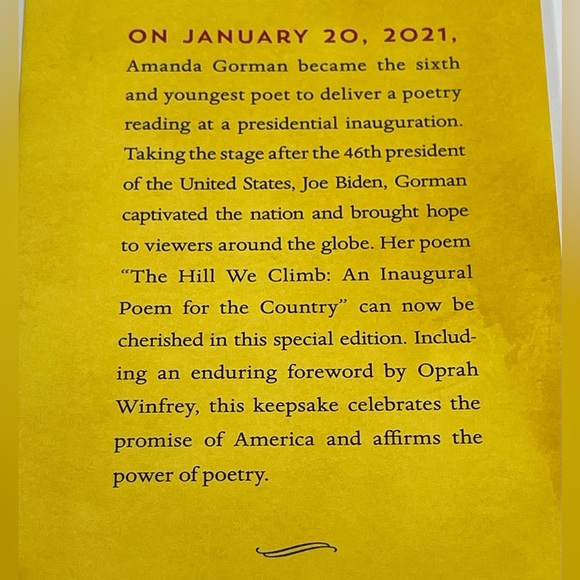 ON JANUARY 20, 2021,
Amanda Gorman became the sixth
and youngest poet to deliver a poetry
reading at a presidential inauguration.
Taking the stage after the 46th president
of the United States, Joe Biden, Gorman
captivated the nation and brought hope
to viewers around the globe. Her poem
“The Hill We Climb: An Inaugural
Poem for the Country” can now be
cherished in this special edition. Includ-
ing an enduring foreword by Oprah
Winfrey, this keepsake celebrates the
promise of America and affirms the
power of poetry.